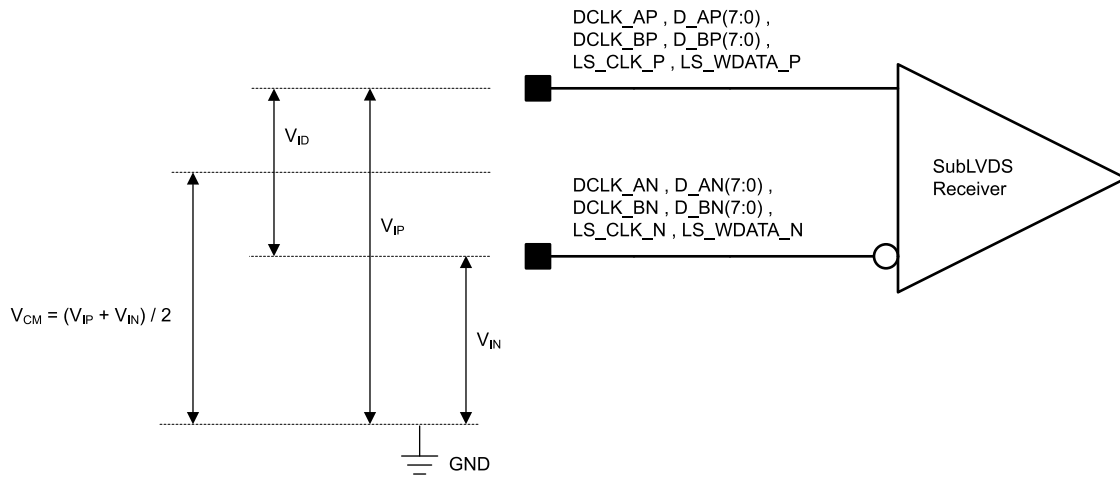 DCLK_AP , D_AP(7:0) ,
DCLK_BP , D_BP(7:0) ,
LS_CLK_P , LS_WDATA_P
VID
SubLVDS
Receiver
DCLK_AN , D_AN(7:0) ,
DCLK_BN , D_BN(7:0) ,
LS_CLK_N , LS_WDATA_N
VIP
VCM = (VIP + VIN) / 2
VIN
GND